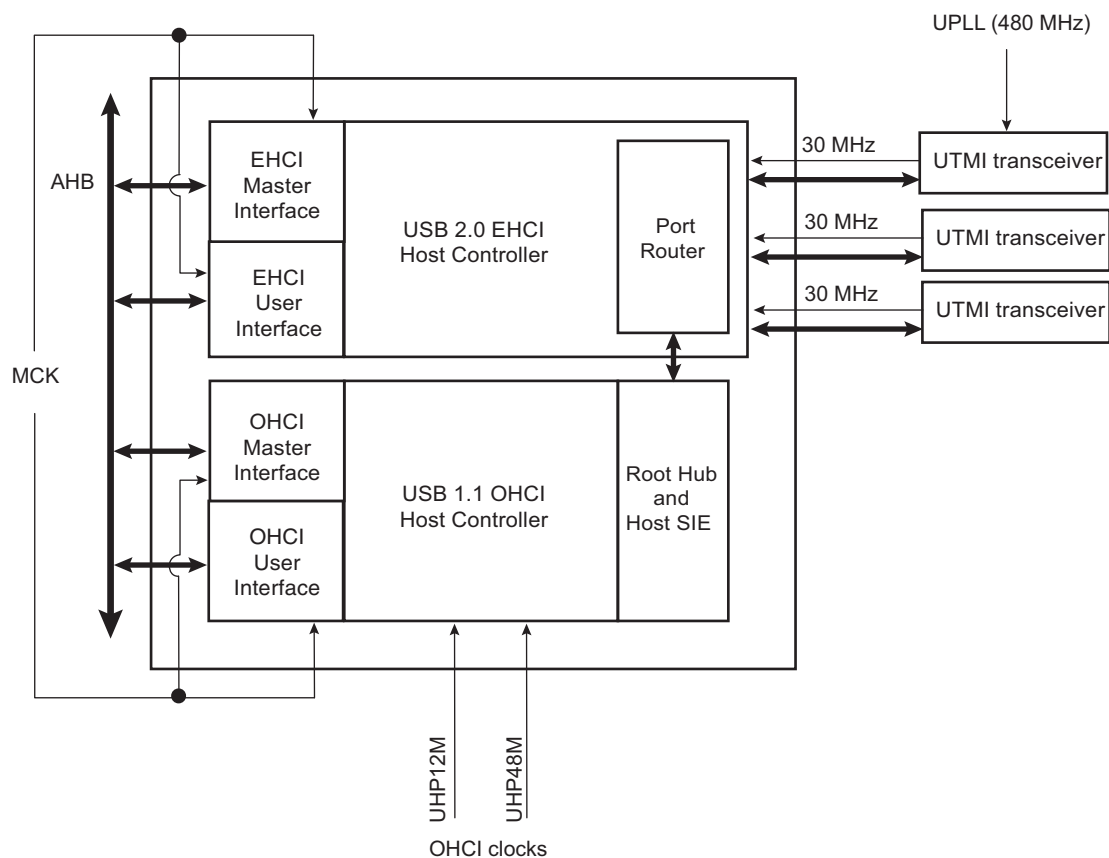 UPLL (480 MHz)
AHB
MCK
EHCI
Master
Interface
EHCI
User
Interface
USB 2.0 EHCI
Host Controller
Port
Router
30 MHz
UTMI transceiver
30 MHz
UTMI transceiver
30 MHz
UTMI transceiver
OHCI
Master
Interface
OHCI
User
Interface
USB 1.1 OHCI
Host Controller
Root Hub
and
Host SIE
UHP12M
UHP48M
OHCI clocks